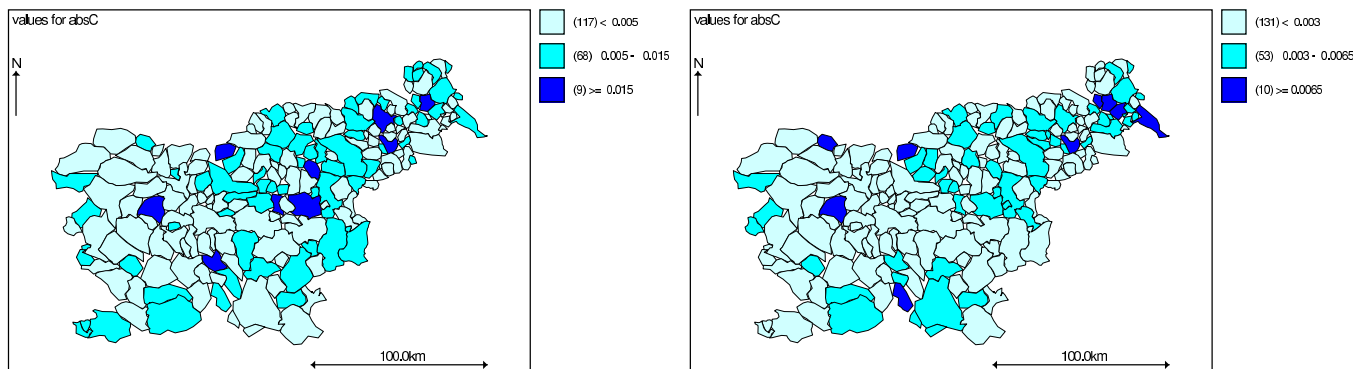 values for absC
N
100.0km
(117) < 0.005
(68) 0.005 - 0.015
(9) >= 0.015
values for absC
N
100.0km
(131) < 0.003
(53) 0.003 - 0.0065
(10) >= 0.0065